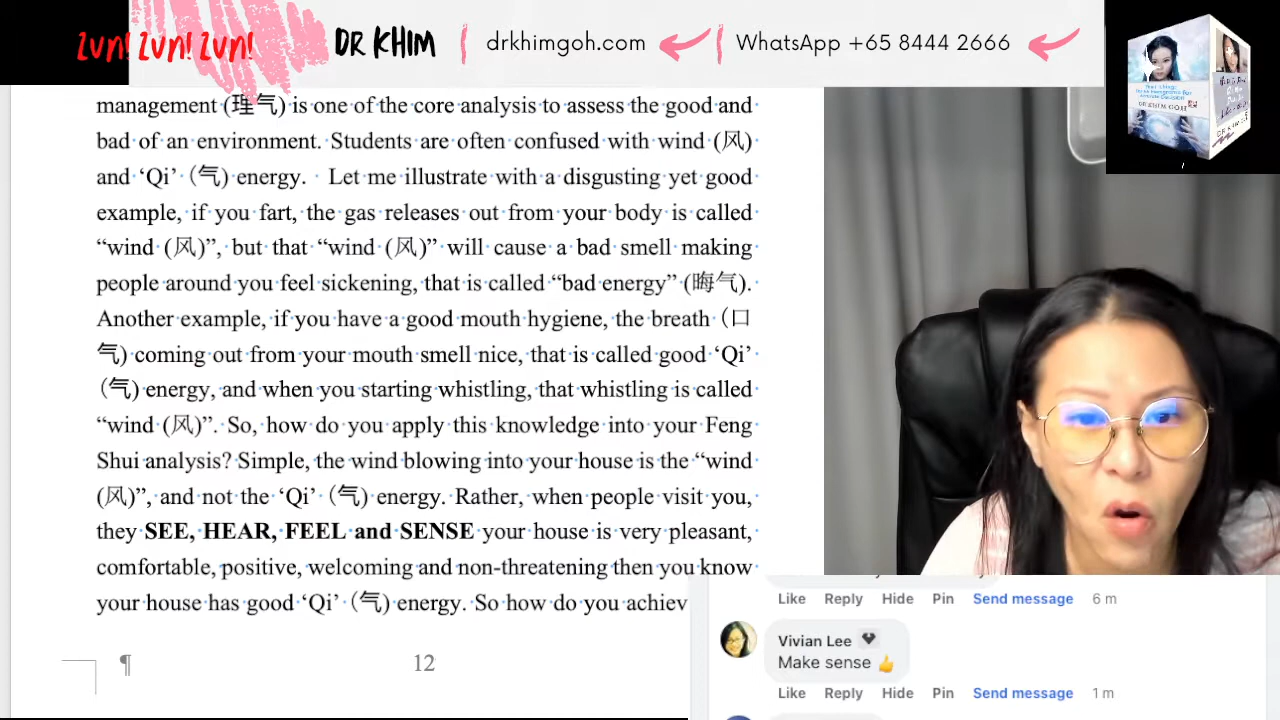 ZUN! ZUN! ZUN!
DR KHIM
drkhimgoh.com
WhatsApp +65 8444 2666
DR KHIM GOH
management (理气) is one of the core analysis to assess the good and
bad of an environment. Students are often confused with wind (风)
and ‘Qi’ (气) energy. Let me illustrate with a disgusting yet good
example, if you fart, the gas releases out from your body is called
“wind (风)”, but that “wind (风)” will cause a bad smell making
people around you feel sickening, that is called “bad energy” (晦气).
Another example, if you have a good mouth hygiene, the breath (口
气) coming out from your mouth smell nice, that is called good ‘Qi’
(气) energy, and when you starting whistling, that whistling is called
“wind (风)”. So, how do you apply this knowledge into your Feng
Shui analysis? Simple, the wind blowing into your house is the “wind
(风)”, and not the ‘Qi’ (气) energy. Rather, when people visit you,
they SEE, HEAR, FEEL and SENSE your house is very pleasant,
comfortable, positive, welcoming and non-threatening then you know
your house has good ‘Qi’ (气) energy. So how do you achiev
¶
12
Like Reply Hide Pin Send message 6 m
Vivian Lee
Make sense 👍
Like Reply Hide Pin Send message 1 m